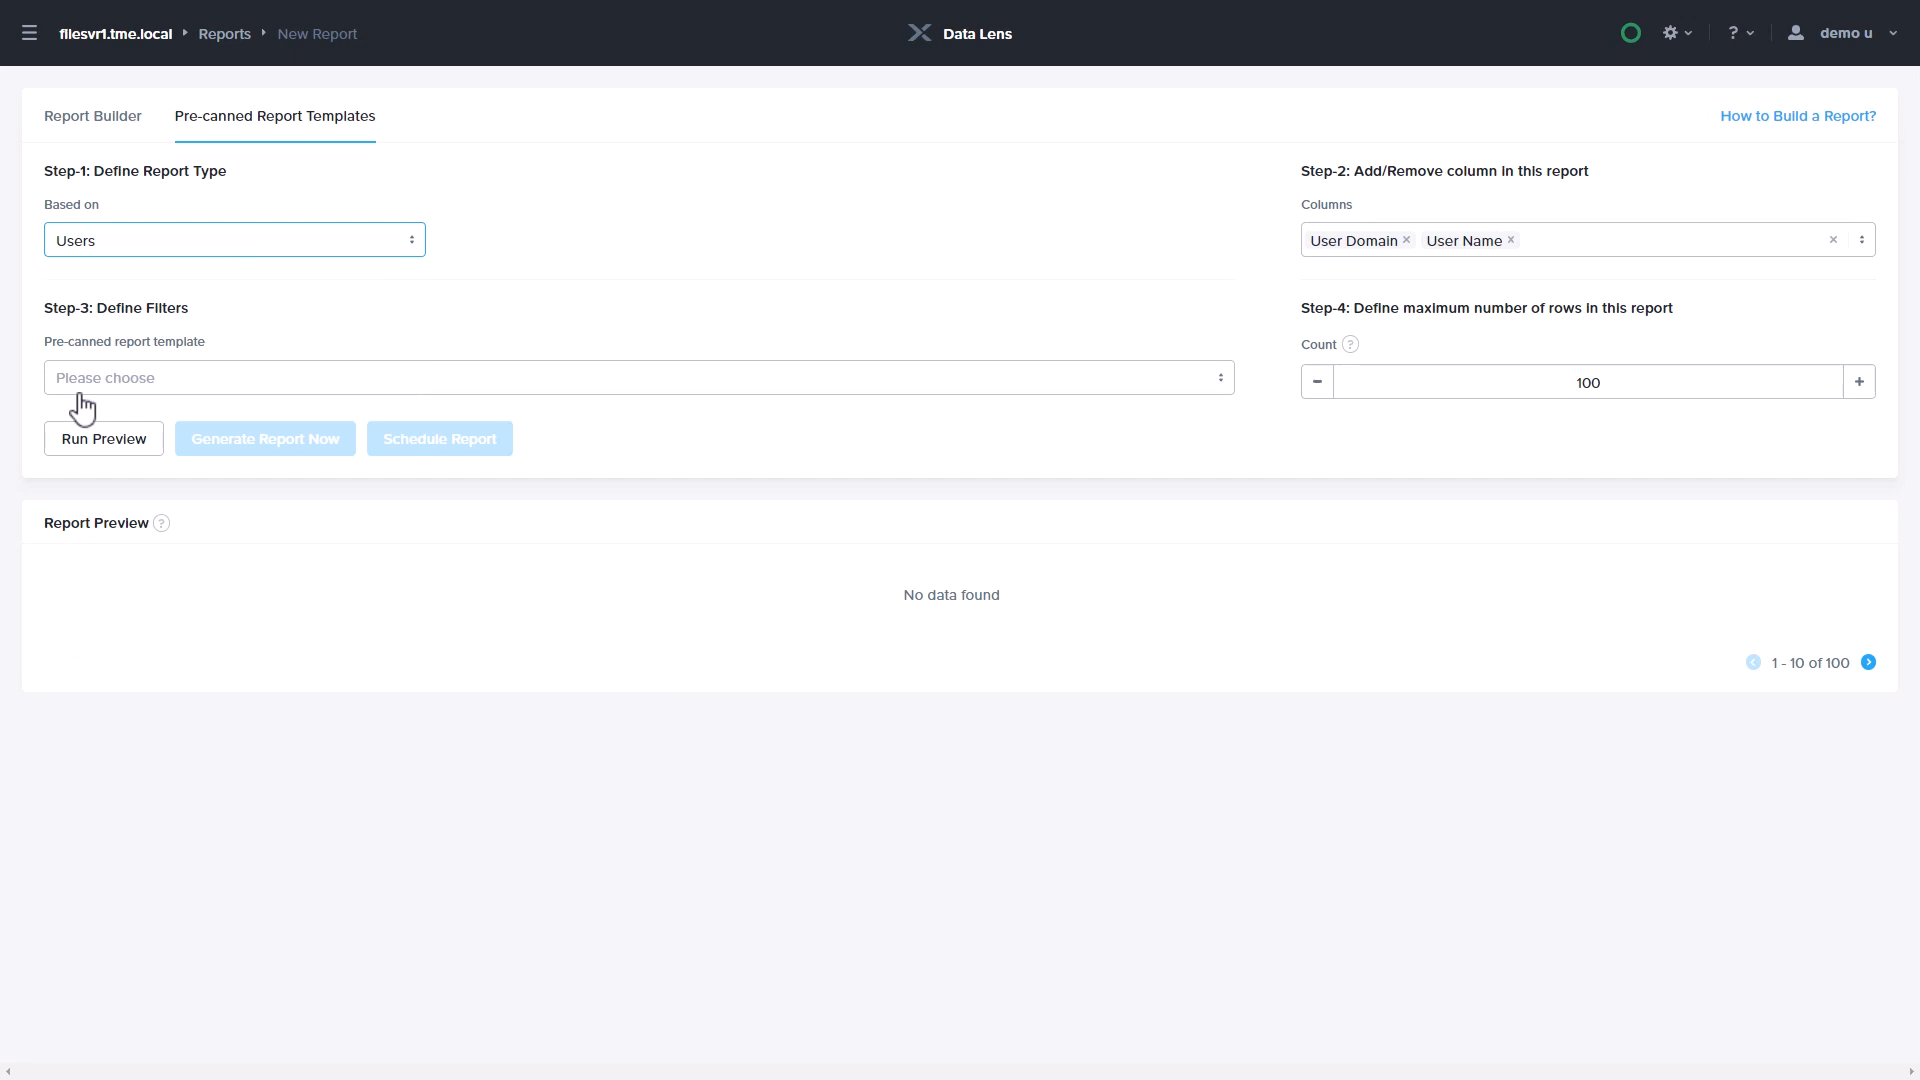 filesvr1.tme.local Reports New Report
Data Lens
? demo u
Report Builder Pre-canned Report Templates
How to Build a Report?
Step-1: Define Report Type
Based on
Users
Step-2: Add/Remove column in this report
Columns
User Domain × User Name ×
Step-3: Define Filters
Pre-canned report template
Please choose
Step-4: Define maximum number of rows in this report
Count ?
- 100 +
Run Preview Generate Report Now Schedule Report
Report Preview ?
No data found
1 - 10 of 100